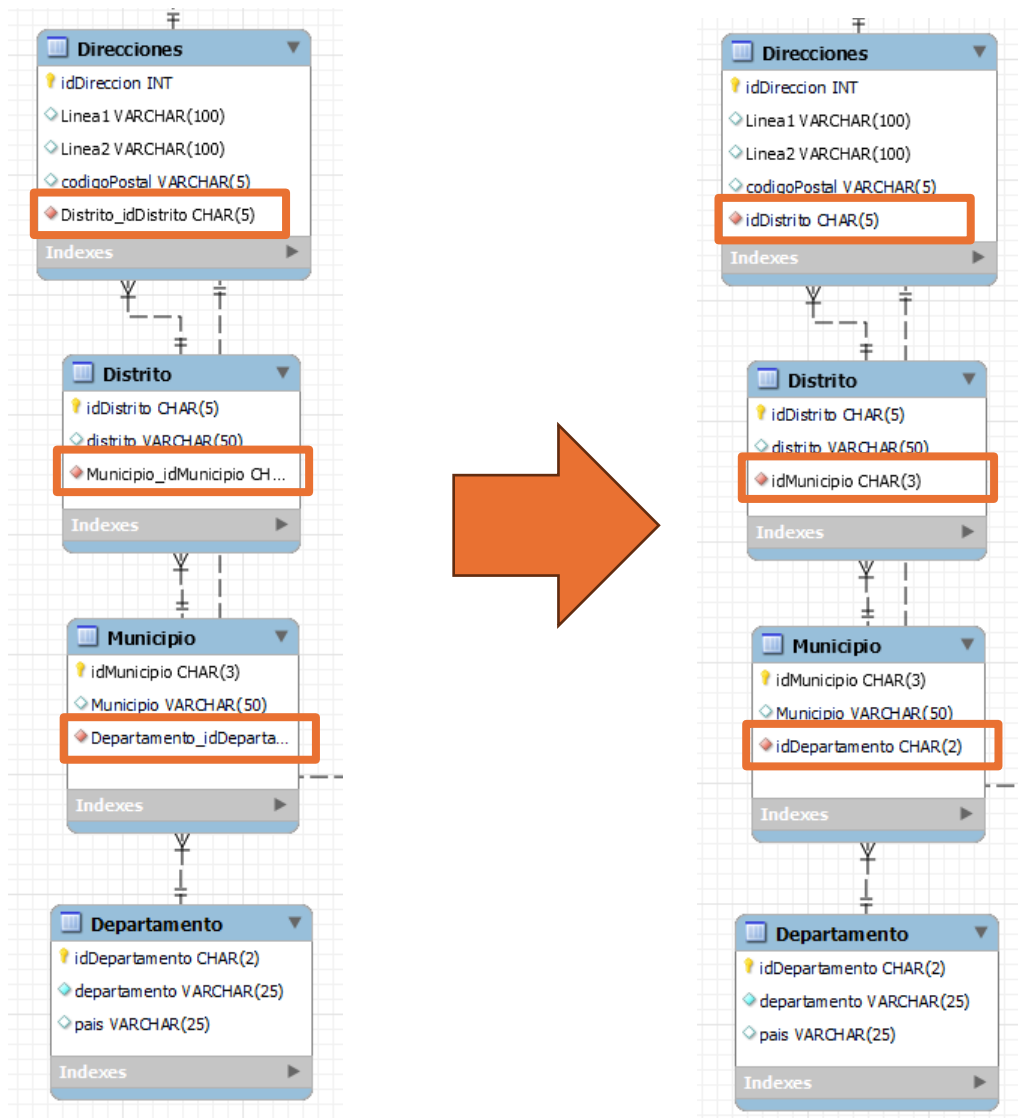 Direcciones
idDireccion INT
Linea1 VARCHAR(100)
Linea2 VARCHAR(100)
codigoPostal VARCHAR(5)
Distrito_idDistrito CHAR(5)
Indexes
Distrito
idDistrito CHAR(5)
distrito VARCHAR(50)
Municipio_idMunicipio CH...
Indexes
Municipio
idMunicipio CHAR(3)
Municipio VARCHAR(50)
Departamento_idDeparta...
Indexes
Departamento
idDepartamento CHAR(2)
departamento VARCHAR(25)
pais VARCHAR(25)
Indexes
Direcciones
idDireccion INT
Linea1 VARCHAR(100)
Linea2 VARCHAR(100)
codigoPostal VARCHAR(5)
idDistrito CHAR(5)
Indexes
Distrito
idDistrito CHAR(5)
distrito VARCHAR(50)
idMunicipio CHAR(3)
Indexes
Municipio
idMunicipio CHAR(3)
Municipio VARCHAR(50)
idDepartamento CHAR(2)
Indexes
Departamento
idDepartamento CHAR(2)
departamento VARCHAR(25)
pais VARCHAR(25)
Indexes